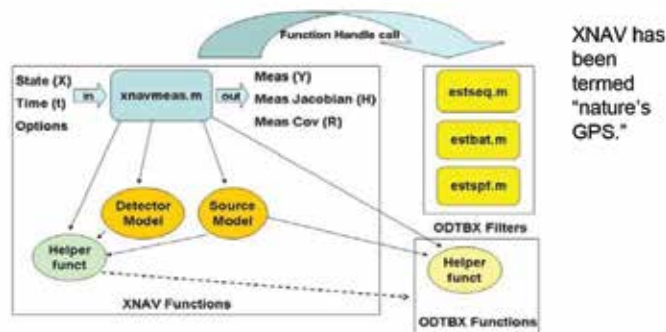 Function Handle call
State (X)
Time (t)
Options
in
xnavmeas.m
out
Meas (Y)
Meas Jacobian (H)
Meas Cov (R)
estseq.m
estbat.m
estspf.m
ODTBX Filters
Detector
Model
Source
Model
Helper
funct
XNAV Functions
Helper
funct
ODTBX Functions
XNAV has
been
termed
“nature’s
GPS.”